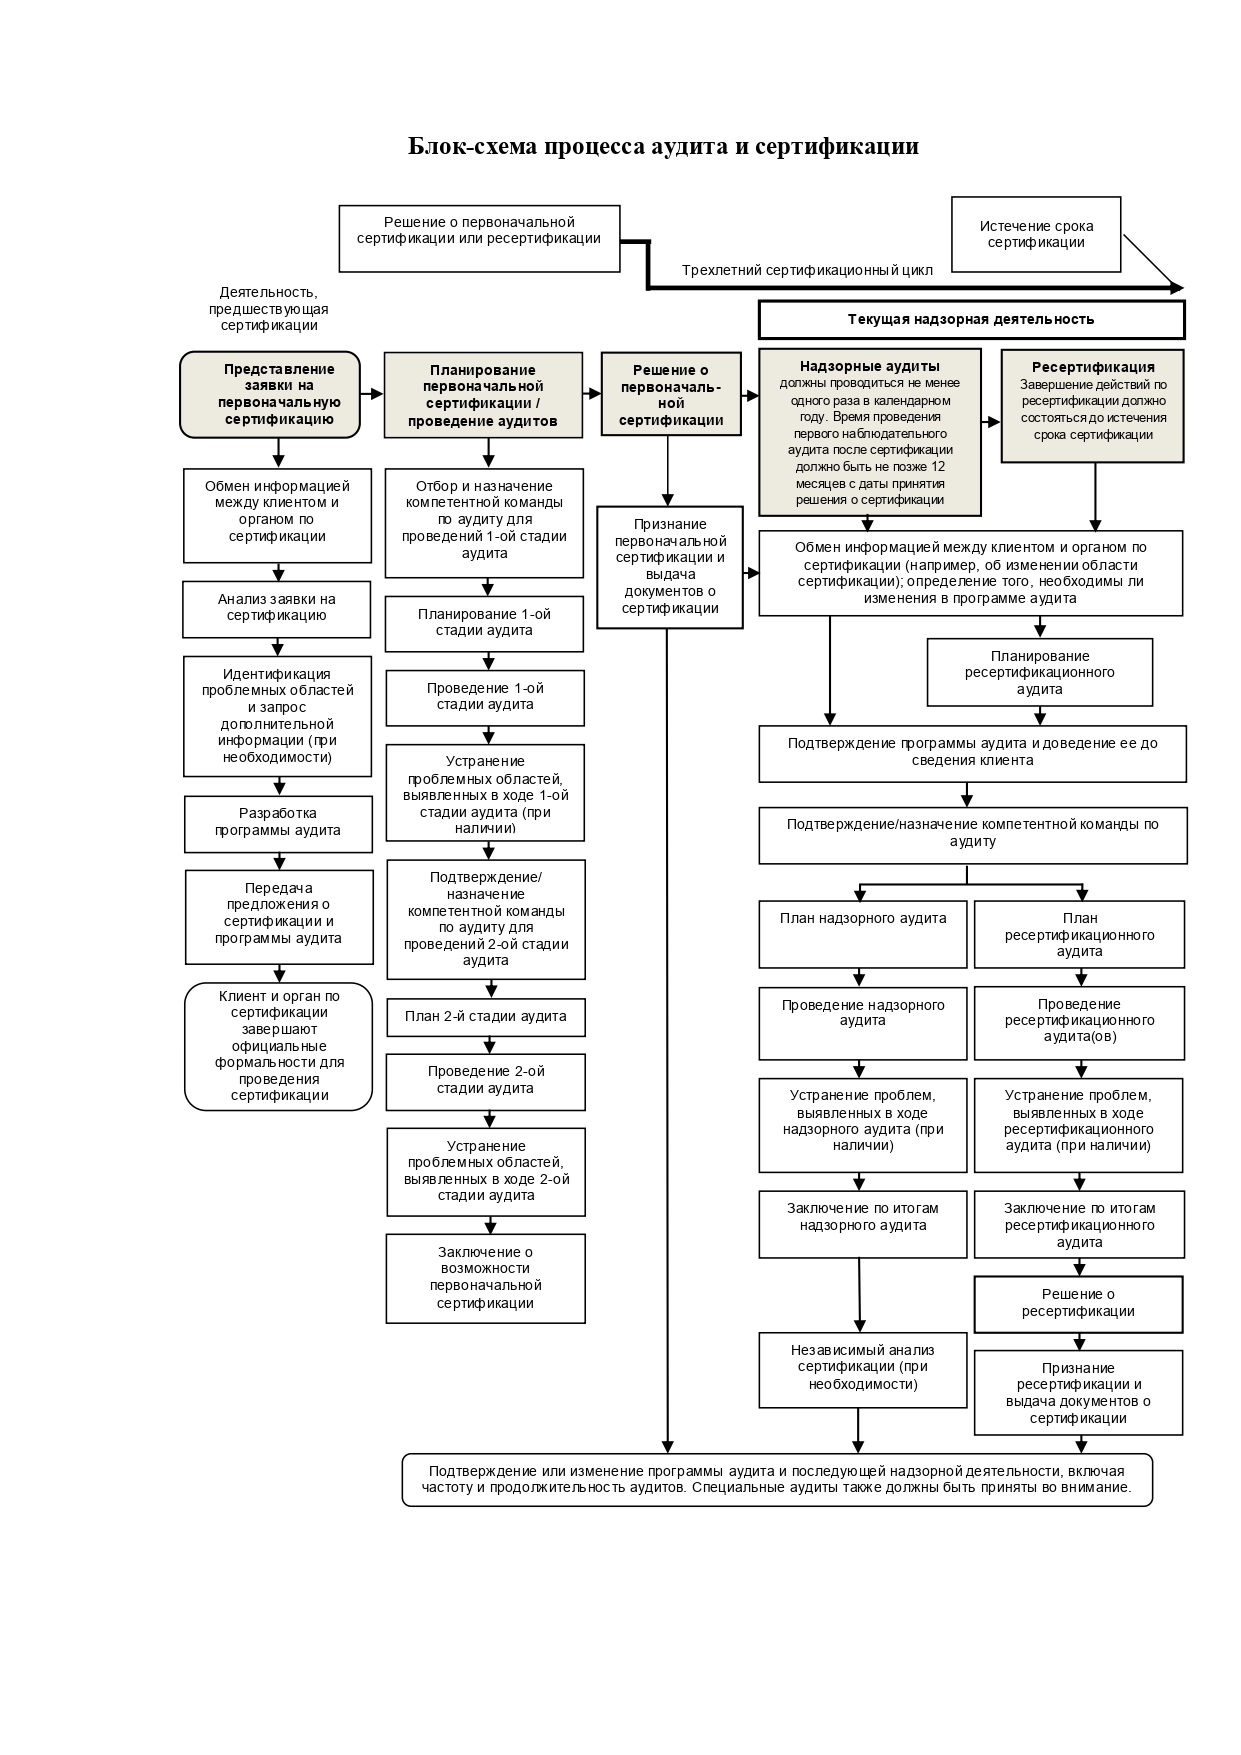 Блок-схема процесса аудита и сертификации
Решение о первоначальной
сертификации или ресертификации
Истечение срока
сертификации
Трехлетний сертификационный цикл
Деятельность,
предшествующая
сертификации
Текущая надзорная деятельность
Представление
заявки на
первоначальную
сертификацию
Планирование
первоначальной
сертификации /
проведение аудитов
Решение о
первоначаль-
ной
сертификации
Надзорные аудиты
должны проводиться не менее
одного раза в календарном
году. Время проведения
первого наблюдательного
аудита после сертификации
должно быть не позже 12
месяцев с даты принятия
решения о сертификации
Ресертификация
Завершение действий по
ресертификации должно
состояться до истечения
срока сертификации
Обмен информацией
между клиентом и
органом по
сертификации
Анализ заявки на
сертификацию
Идентификация
проблемных областей
и запрос
дополнительной
информации (при
необходимости)
Разработка
программы аудита
Передача
предложения о
сертификации и
программы аудита
Клиент и орган по
сертификации
завершают
официальные
формальности для
проведения
сертификации
Отбор и назначение
компетентной команды
по аудиту для
проведений 1-ой стадии
аудита
Планирование 1-ой
стадии аудита
Проведение 1-ой
стадии аудита
Устранение
проблемных областей,
выявленных в ходе 1-ой
стадии аудита (при
наличии)
Подтверждение/
назначение
компетентной команды
по аудиту для
проведений 2-ой стадии
аудита
План 2-й стадии аудита
Проведение 2-ой
стадии аудита
Устранение
проблемных областей,
выявленных в ходе 2-ой
стадии аудита
Заключение о
возможности
первоначальной
сертификации
Признание
первоначальной
сертификации и
выдача
документов о
сертификации
Обмен информацией между клиентом и органом по
сертификации (например, об изменении области
сертификации); определение того, необходимы ли
изменения в программе аудита
Планирование
ресертификационного
аудита
Подтверждение программы аудита и доведение ее до
сведения клиента
Подтверждение/назначение компетентной команды по
аудиту
План надзорного аудита
Проведение надзорного
аудита
Устранение проблем,
выявленных в ходе
надзорного аудита (при
наличии)
Заключение по итогам
надзорного аудита
Независимый анализ
сертификации (при
необходимости)
План
ресертификационного
аудита
Проведение
ресертификационного
аудита(ов)
Устранение проблем,
выявленных в ходе
ресертификационного
аудита (при наличии)
Заключение по итогам
ресертификационного
аудита
Решение о
ресертификации
Признание
ресертификации и
выдача документов о
сертификации
Подтверждение или изменение программы аудита и последующей надзорной деятельности, включая
частоту и продолжительность аудитов. Специальные аудиты также должны быть приняты во внимание.